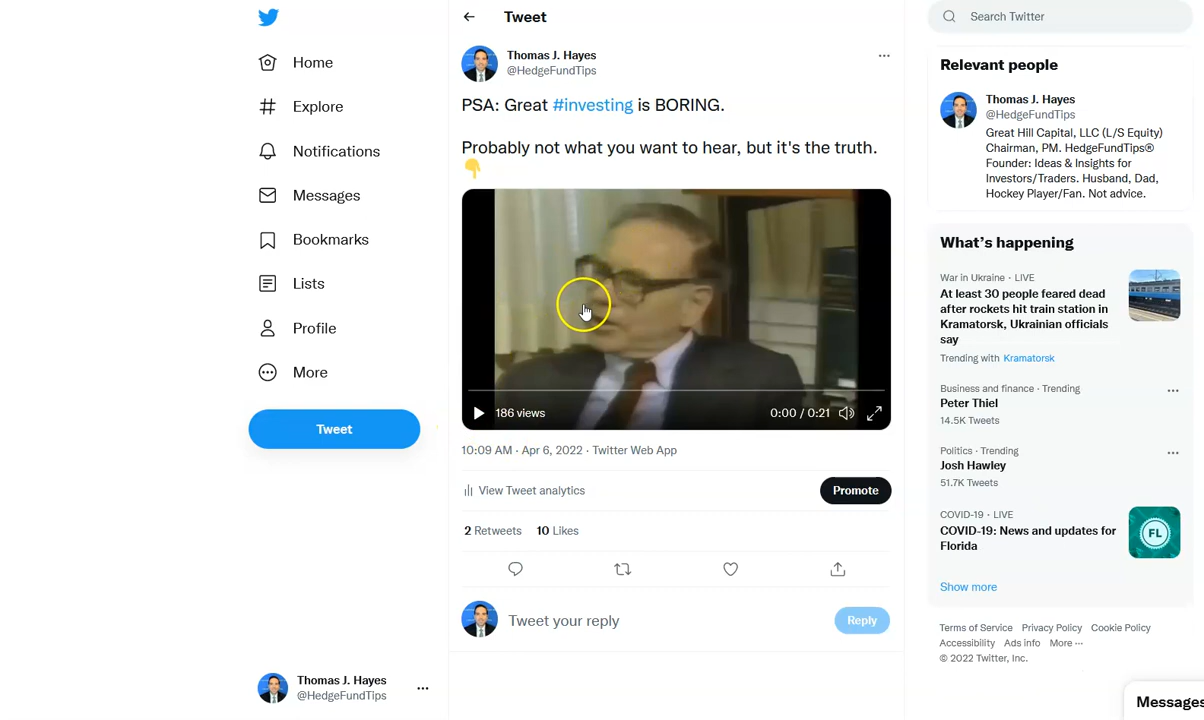 Home
Explore
Notifications
Messages
Bookmarks
Lists
Profile
More
Tweet
Thomas J. Hayes
@HedgeFundTips
Tweet
Thomas J. Hayes
@HedgeFundTips
PSA: Great #investing is BORING.
Probably not what you want to hear, but it's the truth.
186 views
0:00 / 0:21
10:09 AM · Apr 6, 2022 · Twitter Web App
View Tweet analytics
Promote
2 Retweets 10 Likes
Tweet your reply
Reply
Search Twitter
Relevant people
Thomas J. Hayes
@HedgeFundTips
Great Hill Capital, LLC (L/S Equity)
Chairman, PM. HedgeFundTips®
Founder: Ideas & Insights for
Investors/Traders. Husband, Dad,
Hockey Player/Fan. Not advice.
What's happening
War in Ukraine · LIVE
At least 30 people feared dead
after rockets hit train station in
Kramatorsk, Ukrainian officials
say
Trending with Kramatorsk
Business and finance · Trending
Peter Thiel
14.5K Tweets
Politics · Trending
Josh Hawley
51.7K Tweets
COVID-19 · LIVE
COVID-19: News and updates for
Florida
FL
Show more
Terms of Service Privacy Policy Cookie Policy
Accessibility Ads info More ···
© 2022 Twitter, Inc.
Messages